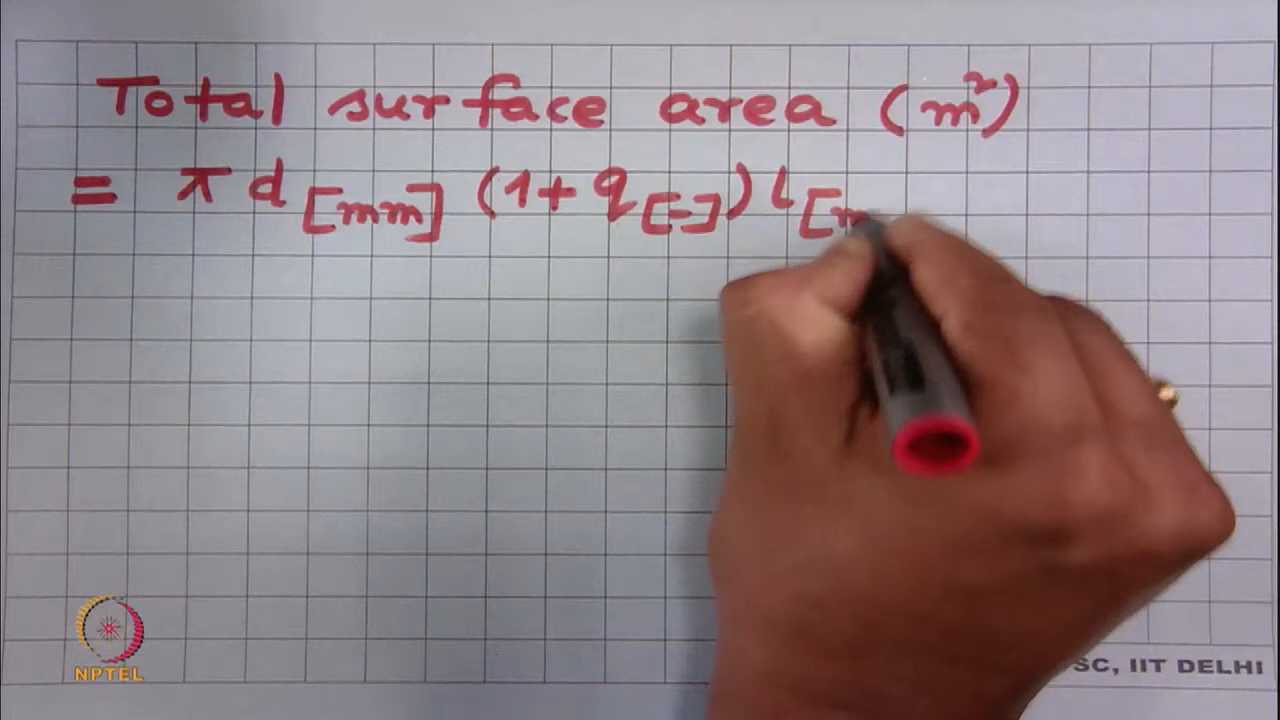 Total surface area (m²)
= π d [mm] (1 + q [-]) l [m
NPTEL
SC, IIT DELHI